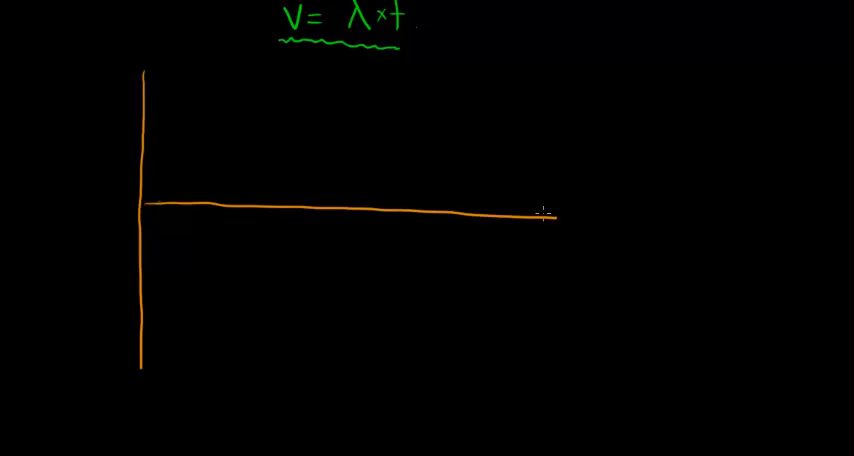 V = λ × f